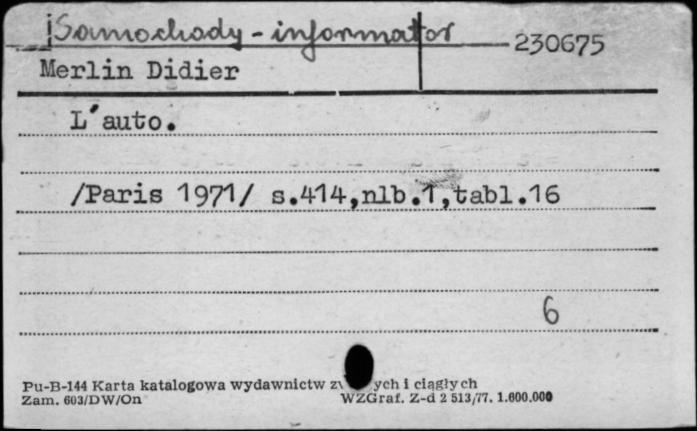 Samochody - informator 230675
Merlin Didier
L'auto.
/Paris 1971/ s.414,nlb.1,tabl.16
6
Pu-B-144 Karta katalogowa wydawnictw ych i ciągłych
Zam. 603/DW/On WZGraf. Z-d 2 513/77. 1.600.000